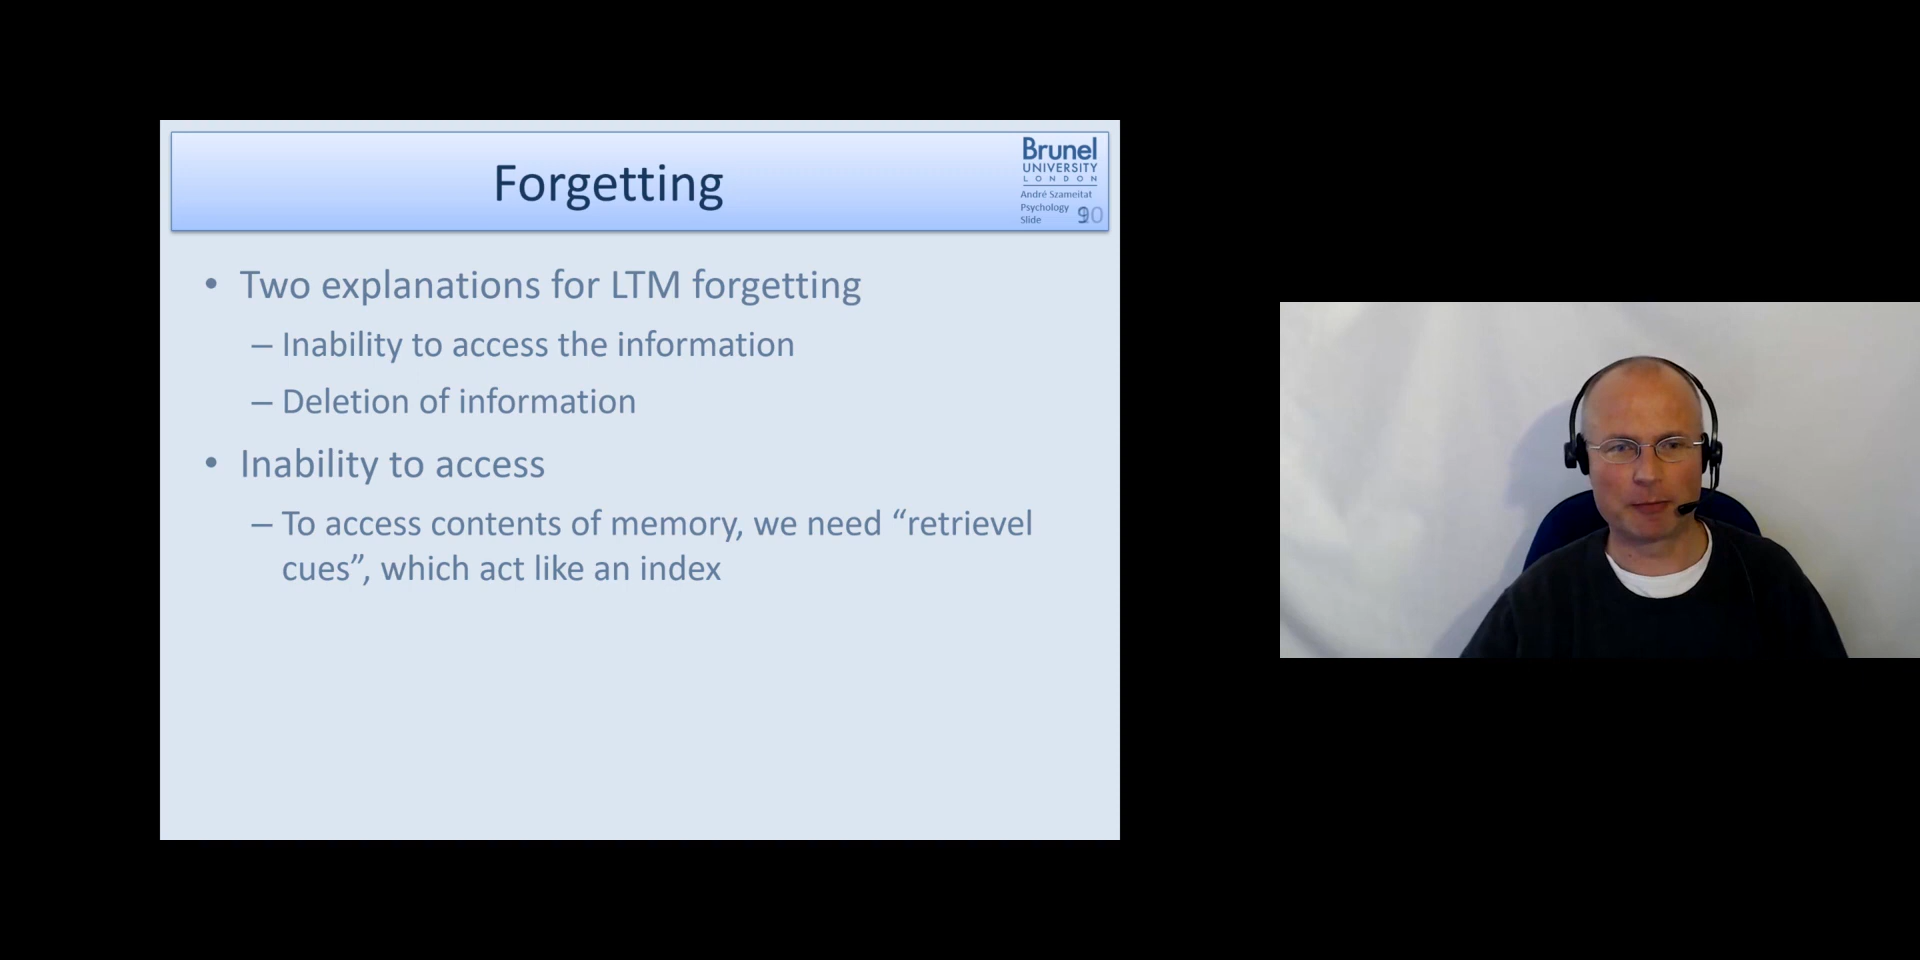 Forgetting
Brunel
UNIVERSITY
LONDON
André Szameitat
Psychology
Slide
• Two explanations for LTM forgetting
– Inability to access the information
– Deletion of information
• Inability to access
– To access contents of memory, we need “retrievel
cues”, which act like an index